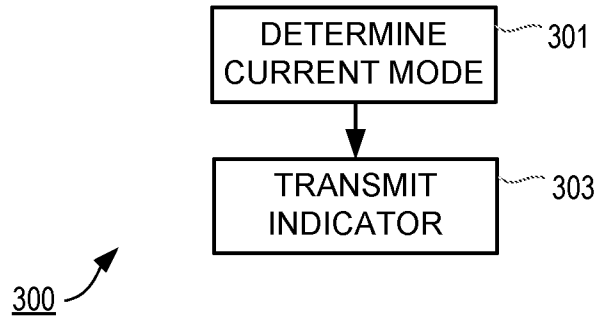 DETERMINE
CURRENT MODE
301
TRANSMIT
INDICATOR
303
300